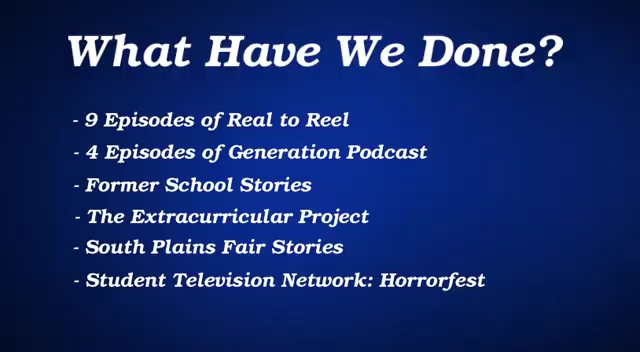 What Have We Done?
- 9 Episodes of Real to Reel
- 4 Episodes of Generation Podcast
- Former School Stories
- The Extracurricular Project
- South Plains Fair Stories
- Student Television Network: Horrorfest